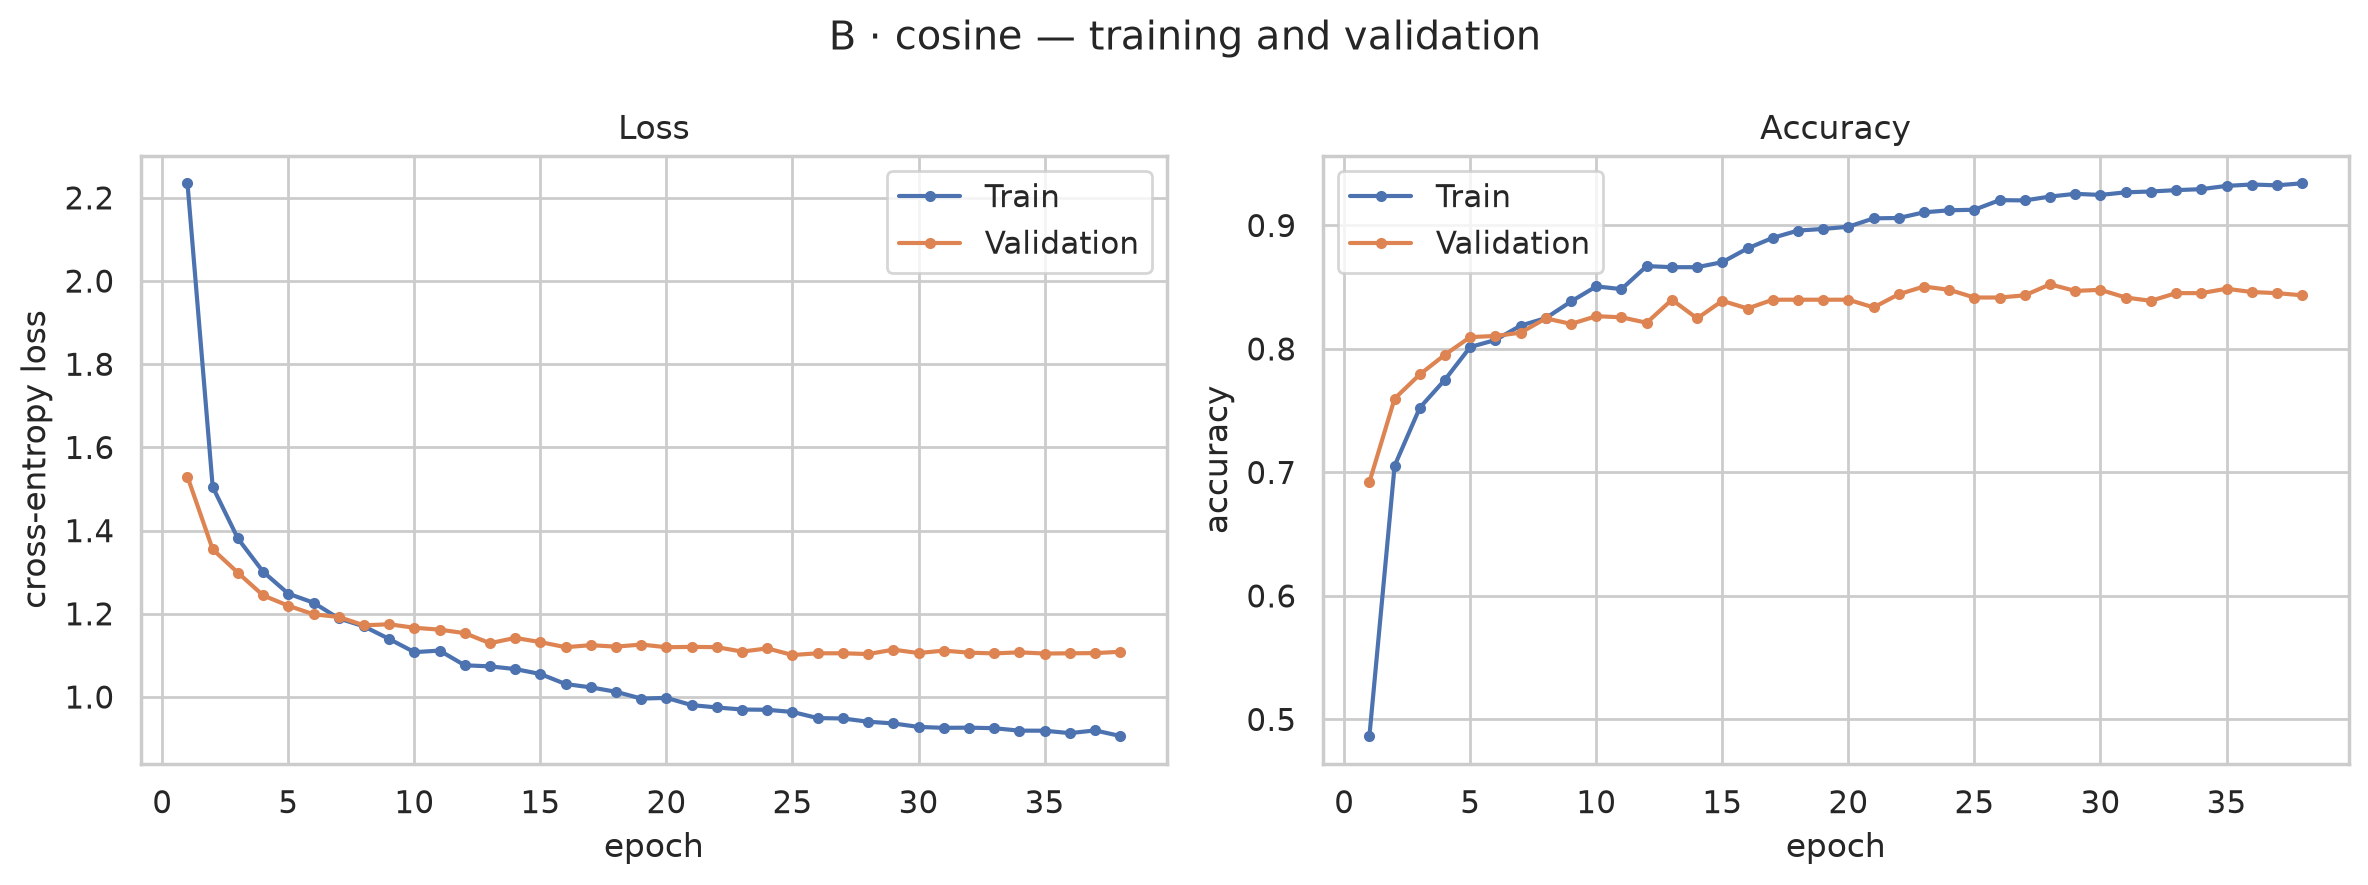 B · cosine — training and validation
Loss
cross-entropy loss
2.2
2.0
1.8
1.6
1.4
1.2
1.0
Train
Validation
0 5 10 15 20 25 30 35
epoch
Accuracy
accuracy
0.9
0.8
0.7
0.6
0.5
Train
Validation
0 5 10 15 20 25 30 35
epoch